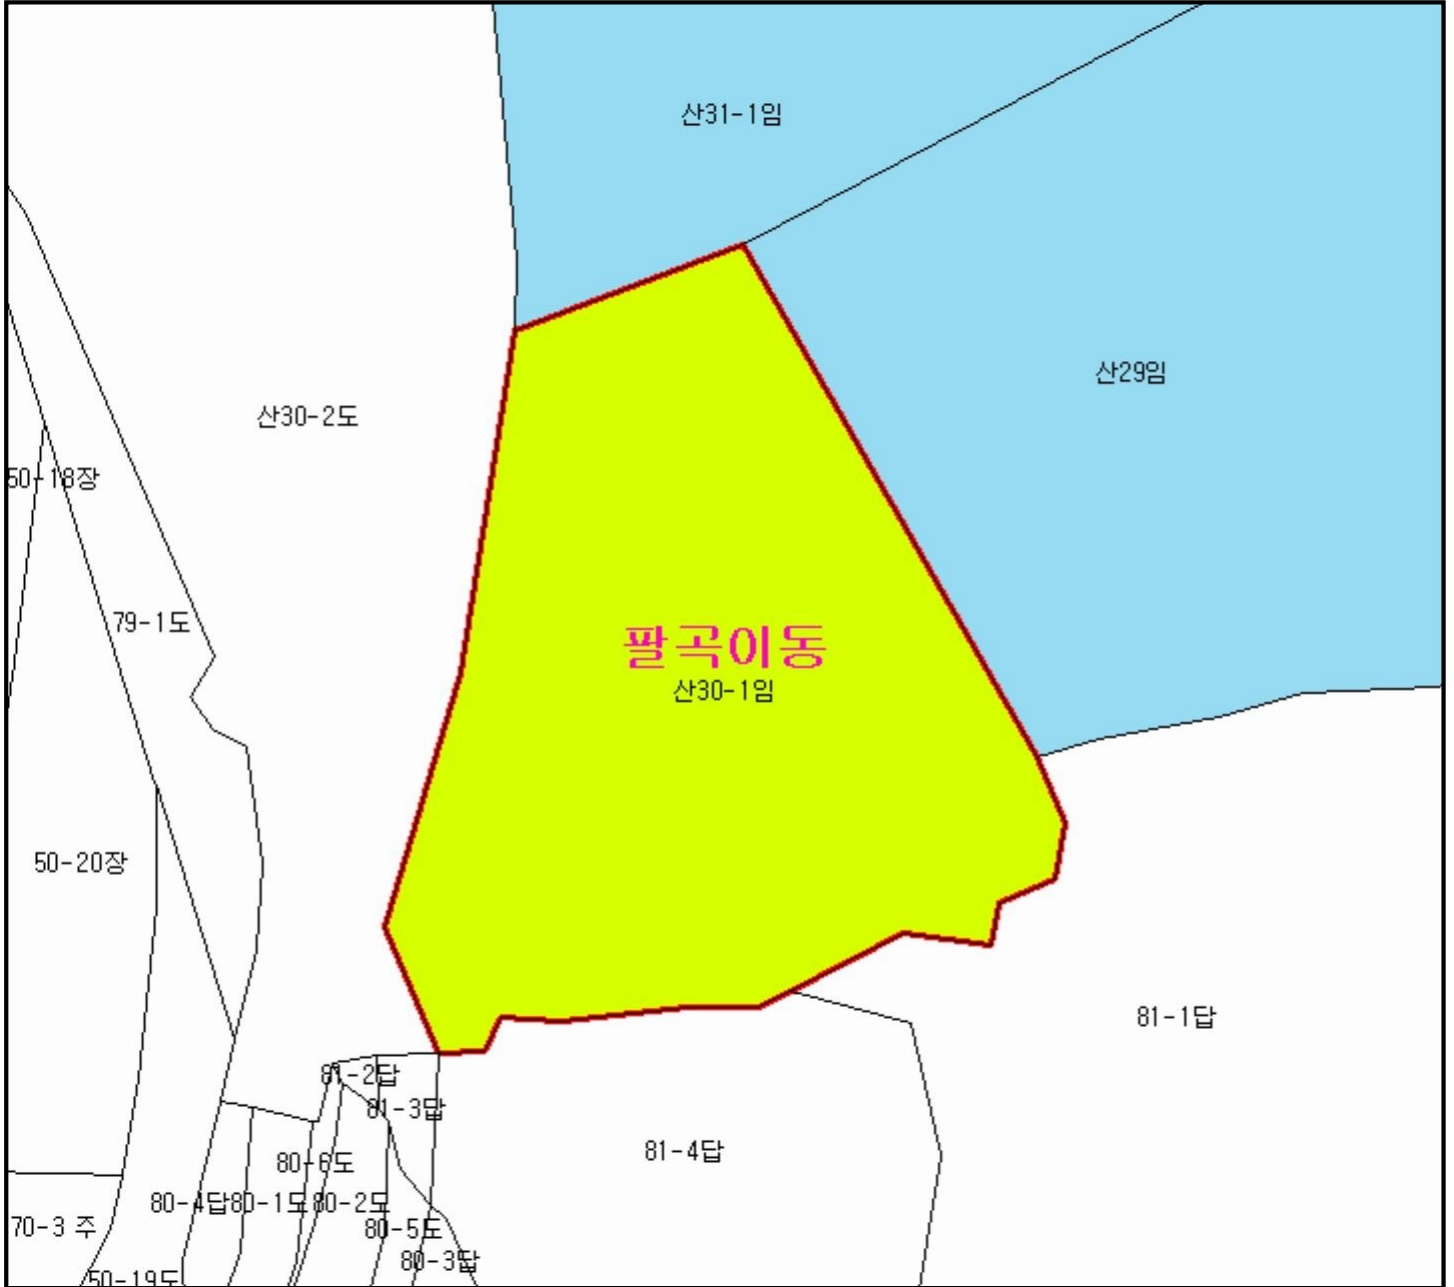 산31-1임
산29임
산30-2도
50-18장
79-1도
팔곡이동
산30-1임
50-20장
81-1답
81-2답
81-3답
81-4답
80-6도
80-4답
80-1도
80-2도
70-3 주
80-5도
80-3답
50-19도